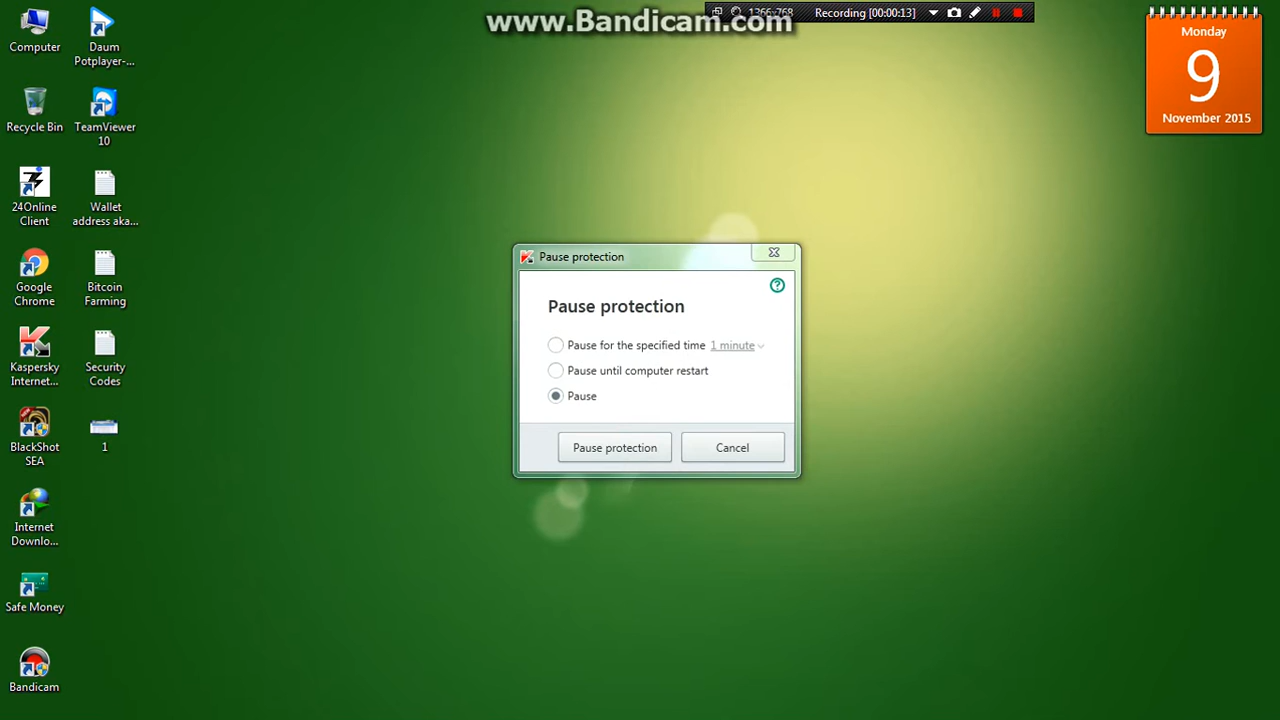 www.Bandicam.com
1366x768
Recording [00:00:13]
Computer
Daum
Potplayer-...
Recycle Bin
TeamViewer
10
24Online
Client
Wallet
address aka...
Google
Chrome
Bitcoin
Farming
Kaspersky
Internet...
Security
Codes
BlackShot
SEA
1
Internet
Downlo...
Safe Money
Bandicam
Monday
9
November 2015
Pause protection
?
Pause protection
Pause for the specified time 1 minute
Pause until computer restart
Pause
Pause protection
Cancel